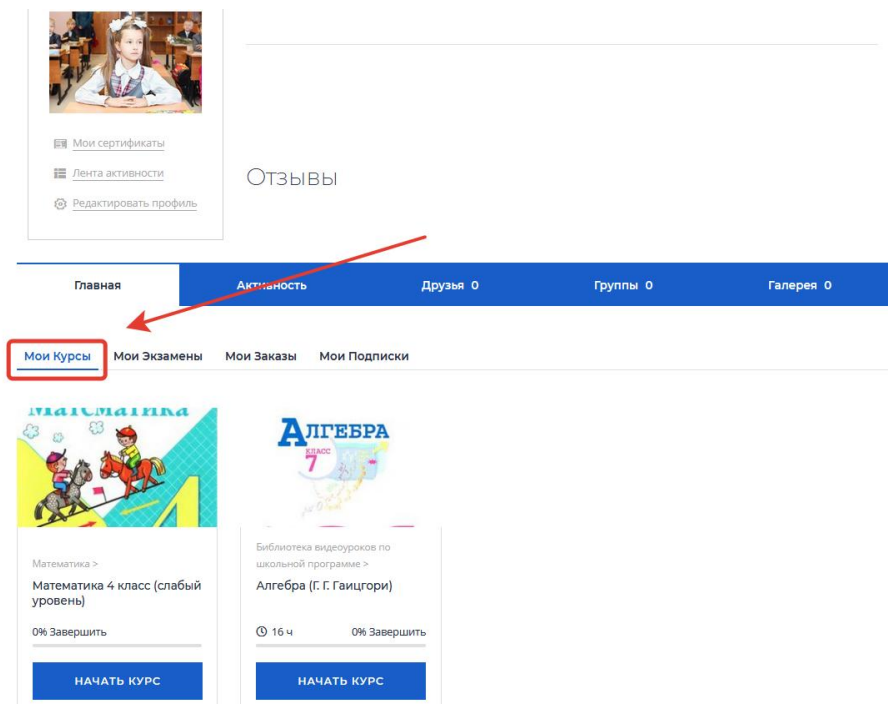 Мои сертификаты
Лента активности
Редактировать профиль
Отзывы
Главная Активность Друзья 0 Группы 0 Галерея 0
Мои Курсы Мои Экзамены Мои Заказы Мои Подписки
Математика
4
Алгебра
класс
7
Математика >
Математика 4 класс (слабый
уровень)
0% Завершить
НАЧАТЬ КУРС
Библиотека видеоуроков по
школьной программе >
Алгебра (Г. Г. Гаицгори)
16 ч 0% Завершить
НАЧАТЬ КУРС